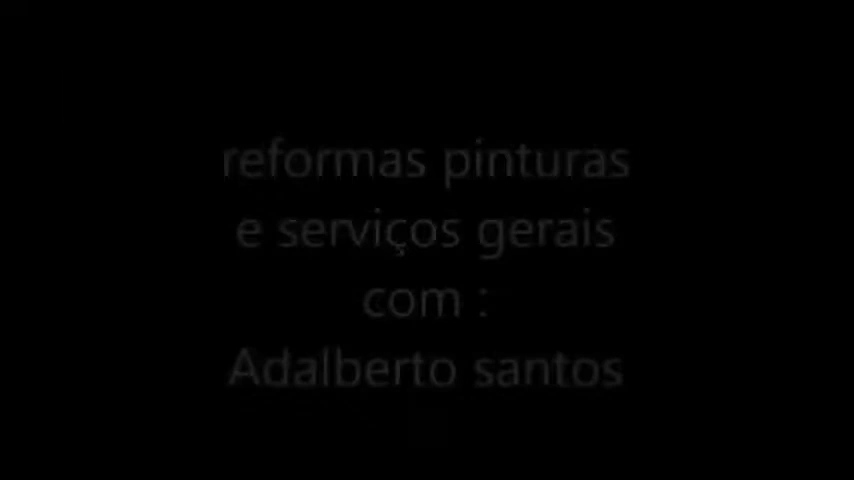 reformas pinturas
e serviços gerais
com :
Adalberto santos